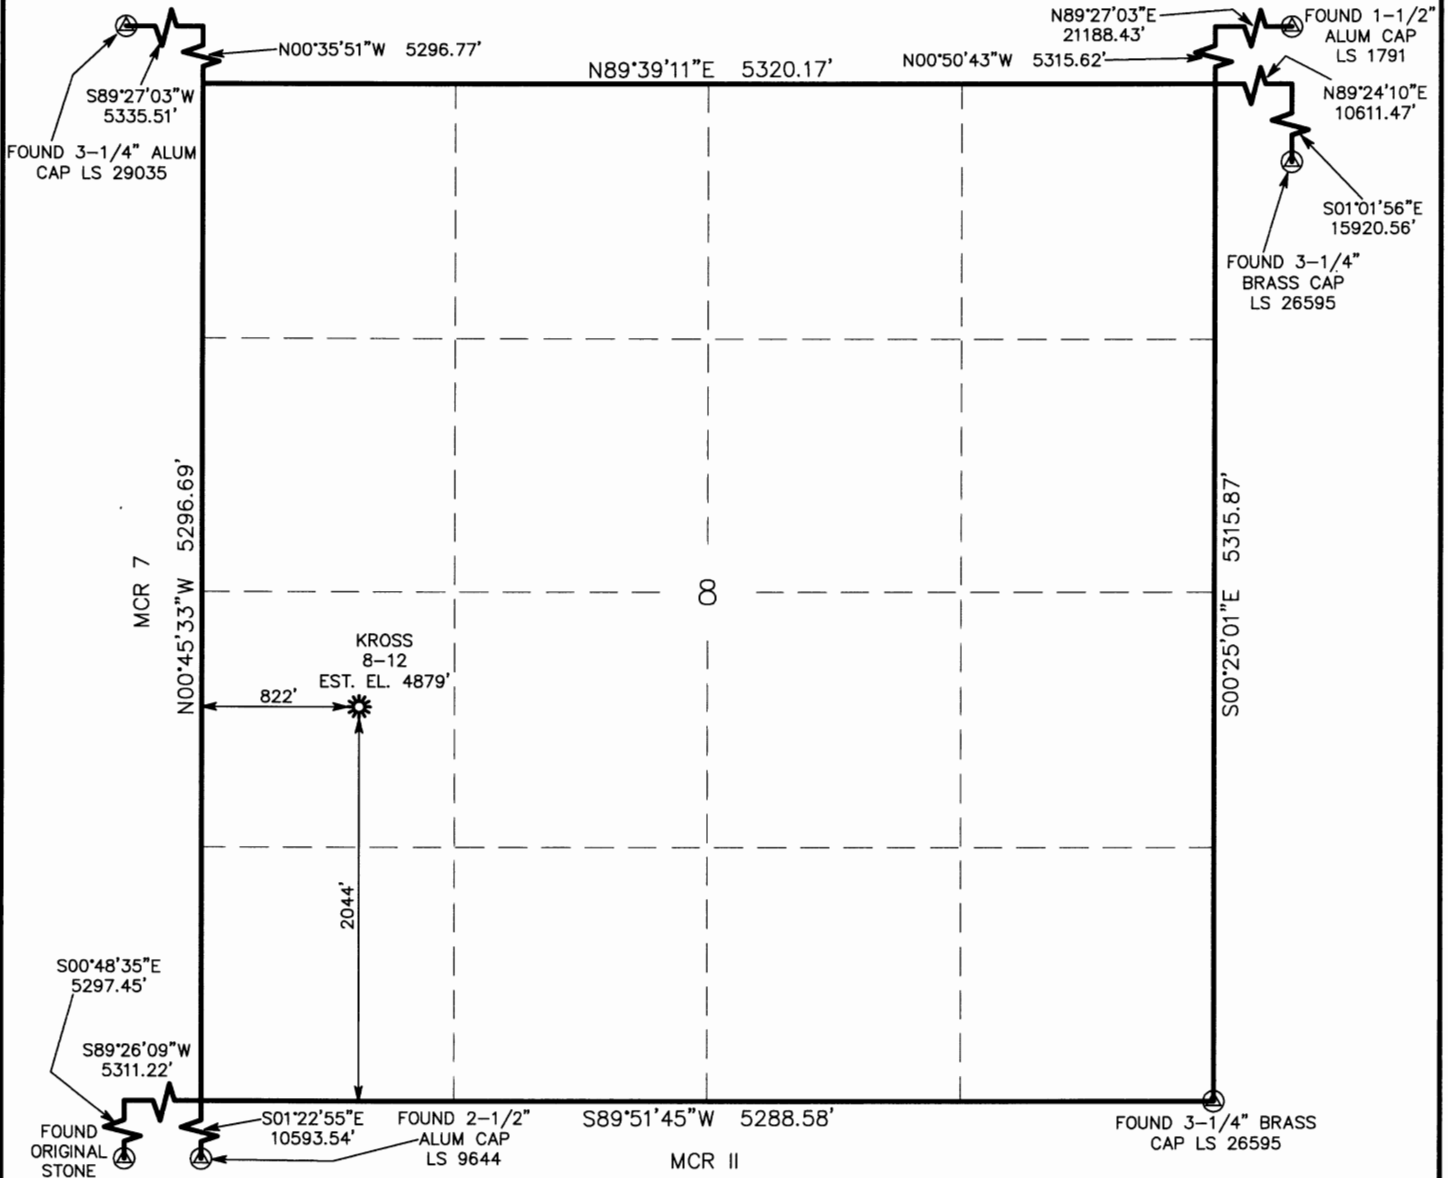 N89°27'03"E
21188.43'
FOUND 1-1/2"
ALUM CAP
LS 1791
N00°35'51"W 5296.77'
N89°39'11"E 5320.17'
N00°50'43"W 5315.62'
S89°27'03"W
5335.51'
N89°24'10"E
10611.47'
FOUND 3-1/4" ALUM
CAP LS 29035
S01°01'56"E
15920.56'
FOUND 3-1/4"
BRASS CAP
LS 26595
MCR 7
N00°45'33"W 5296.69'
8
S00°25'01"E 5315.87'
KROSS
8-12
EST. EL. 4879'
822'
2044'
S00°48'35"E
5297.45'
S89°26'09"W
5311.22'
FOUND
ORIGINAL
STONE
S01°22'55"E
10593.54'
FOUND 2-1/2"
ALUM CAP
LS 9644
S89°51'45"W 5288.58'
MCR II
FOUND 3-1/4" BRASS
CAP LS 26595